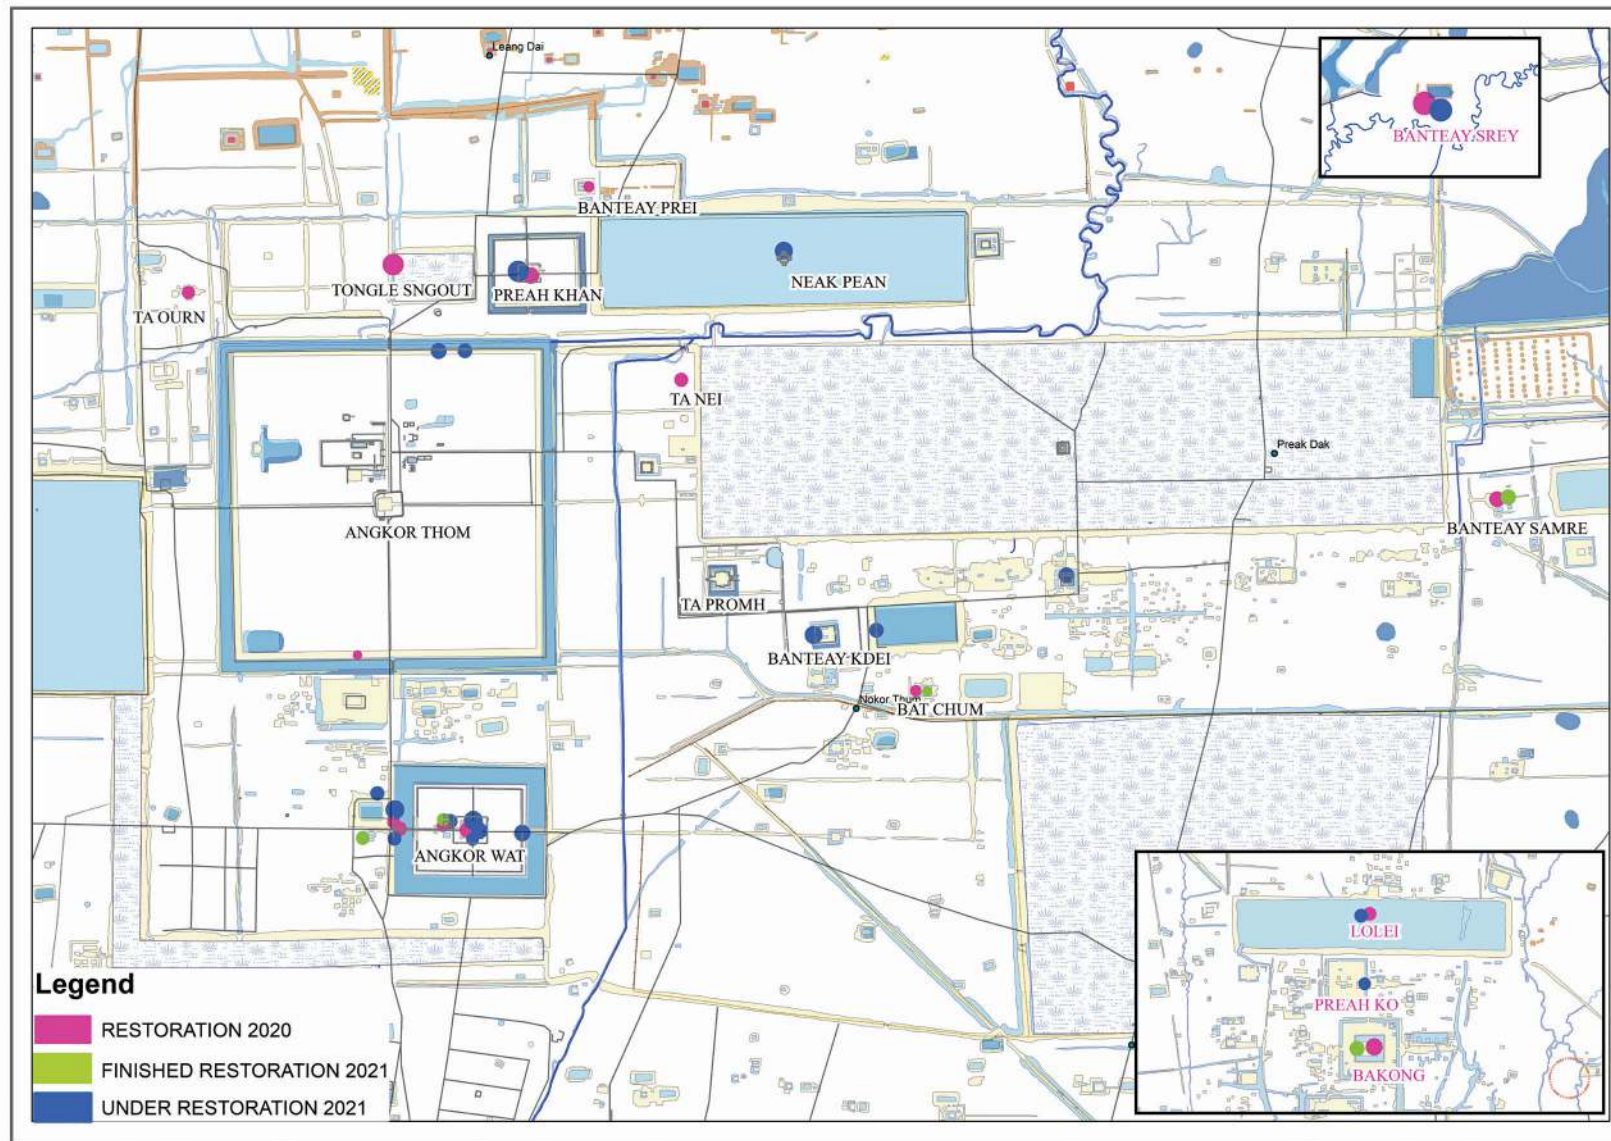 Leang Dai
BANTEAY SREY
BANTEAY PREI
NEAK PEAN
TONGLE SNGOUT
PREAH KHAN
TA OURN
TA NEI
Preak Dak
ANGKOR THOM
BANTEAY SAMRE
TA PROMH
BANTEAY KDEI
Nokor Thum
BAT CHUM
ANGKOR WAT
LOLEI
PREAH KO
BAKONG
Legend
RESTORATION 2020
FINISHED RESTORATION 2021
UNDER RESTORATION 2021